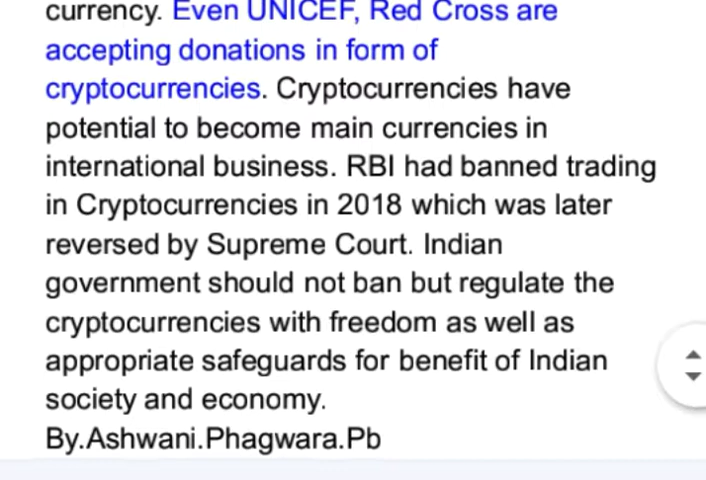 currency. Even UNICEF, Red Cross are
accepting donations in form of
cryptocurrencies. Cryptocurrencies have
potential to become main currencies in
international business. RBI had banned trading
in Cryptocurrencies in 2018 which was later
reversed by Supreme Court. Indian
government should not ban but regulate the
cryptocurrencies with freedom as well as
appropriate safeguards for benefit of Indian
society and economy.
By.Ashwani.Phagwara.Pb